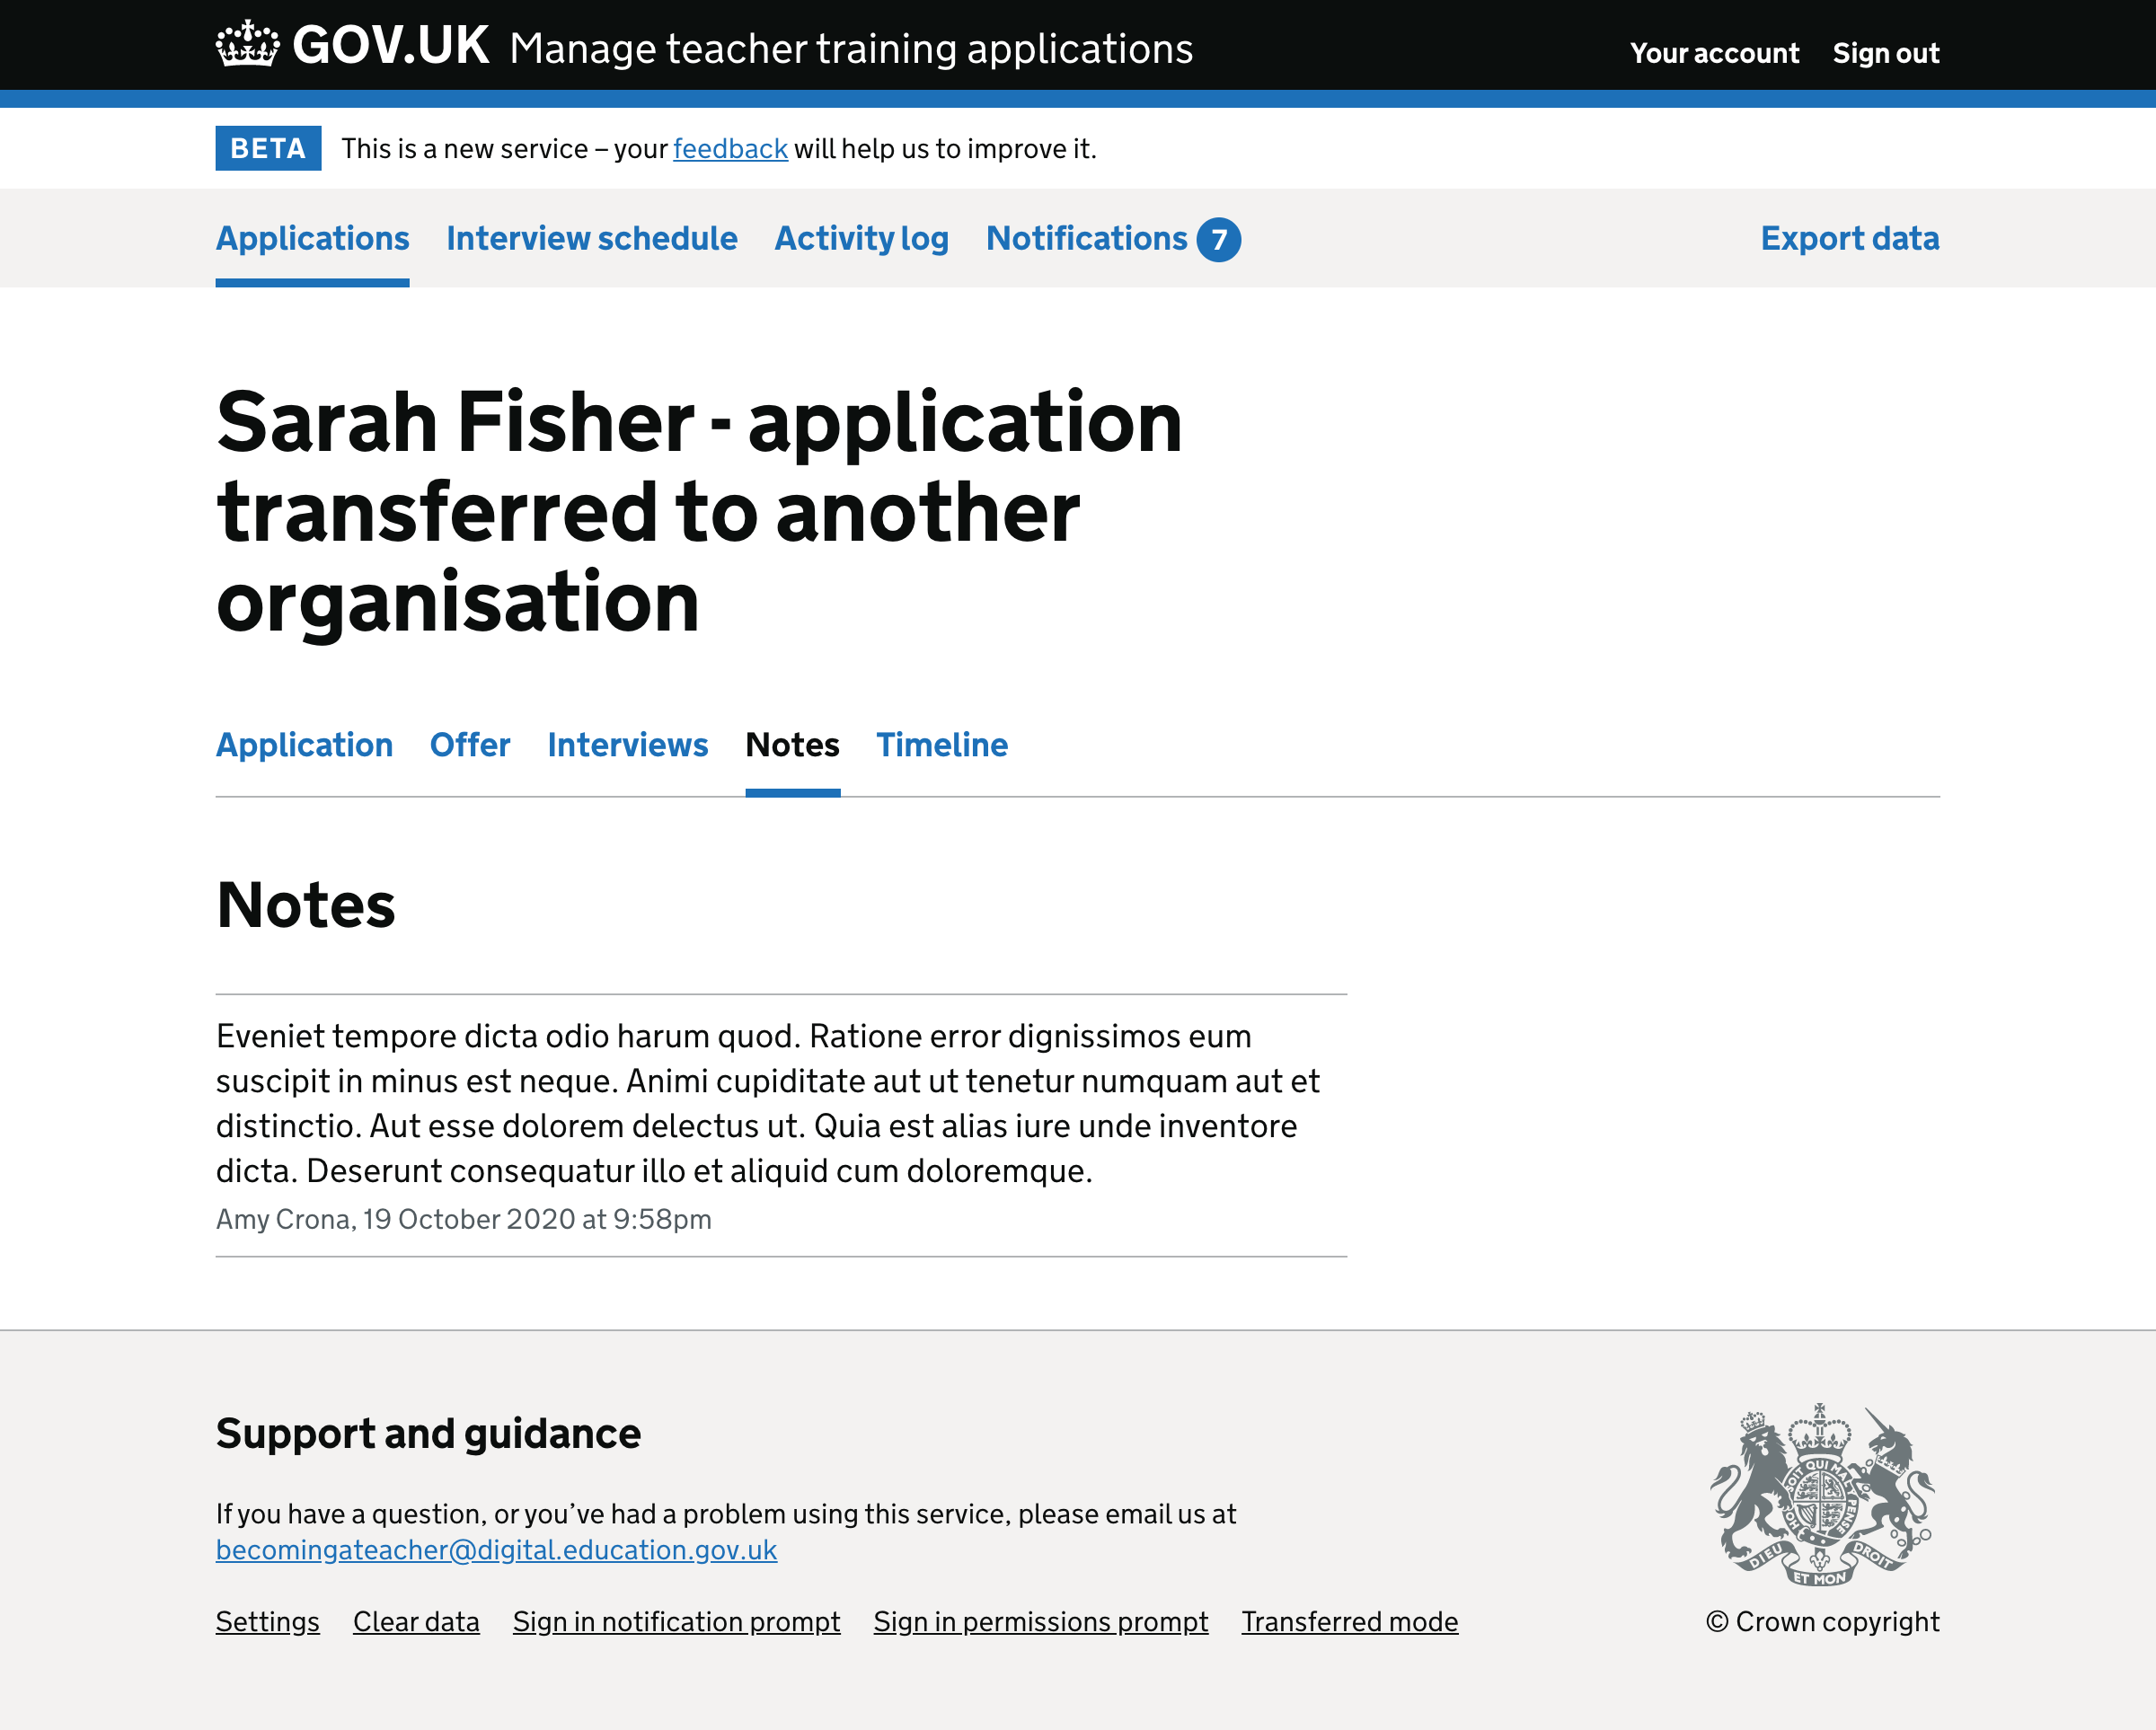 GOV.UK Manage teacher training applications
Your account Sign out
BETA This is a new service – your feedback will help us to improve it.
Applications Interview schedule Activity log Notifications 7 Export data
Sarah Fisher - application
transferred to another
organisation
Application Offer Interviews Notes Timeline
Notes
Eveniet tempore dicta odio harum quod. Ratione error dignissimos eum
suscipit in minus est neque. Animi cupiditate aut ut tenetur numquam aut et
distinctio. Aut esse dolorem delectus ut. Quia est alias iure unde inventore
dicta. Deserunt consequatur illo et aliquid cum doloremque.
Amy Crona, 19 October 2020 at 9:58pm
Support and guidance
If you have a question, or you’ve had a problem using this service, please email us at
becomingateacher@digital.education.gov.uk
Settings Clear data Sign in notification prompt Sign in permissions prompt Transferred mode
HONI SOIT QUI MAL Y PENSE
DIEU ET MON DROIT
© Crown copyright